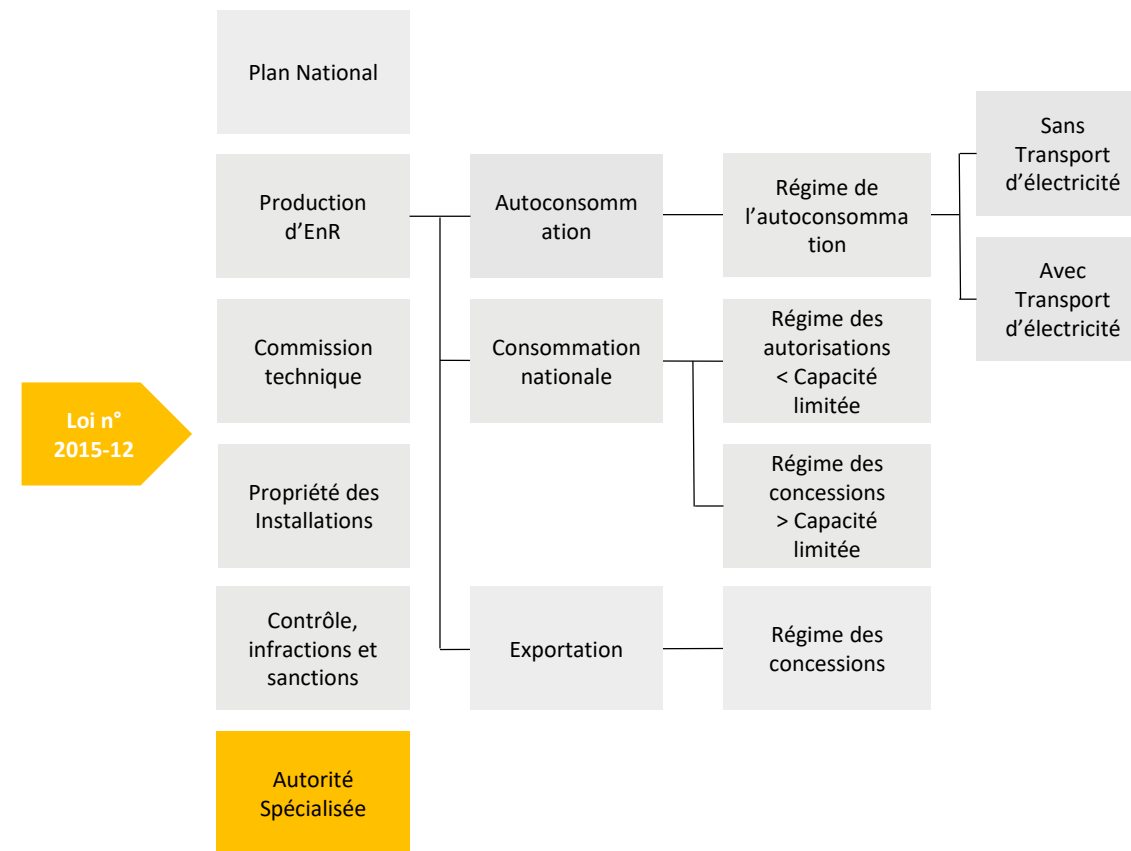 Plan National
Production
d’EnR
Commission
technique
Loi n°
2015-12
Propriété des
Installations
Contrôle,
infractions et
sanctions
Autorité
Spécialisée
Autoconsomm
ation
Consommation
nationale
Exportation
Régime de
l’autoconsomma
tion
Régime des
autorisations
< Capacité
limitée
Régime des
concessions
> Capacité
limitée
Régime des
concessions
Sans
Transport
d’électricité
Avec
Transport
d’électricité